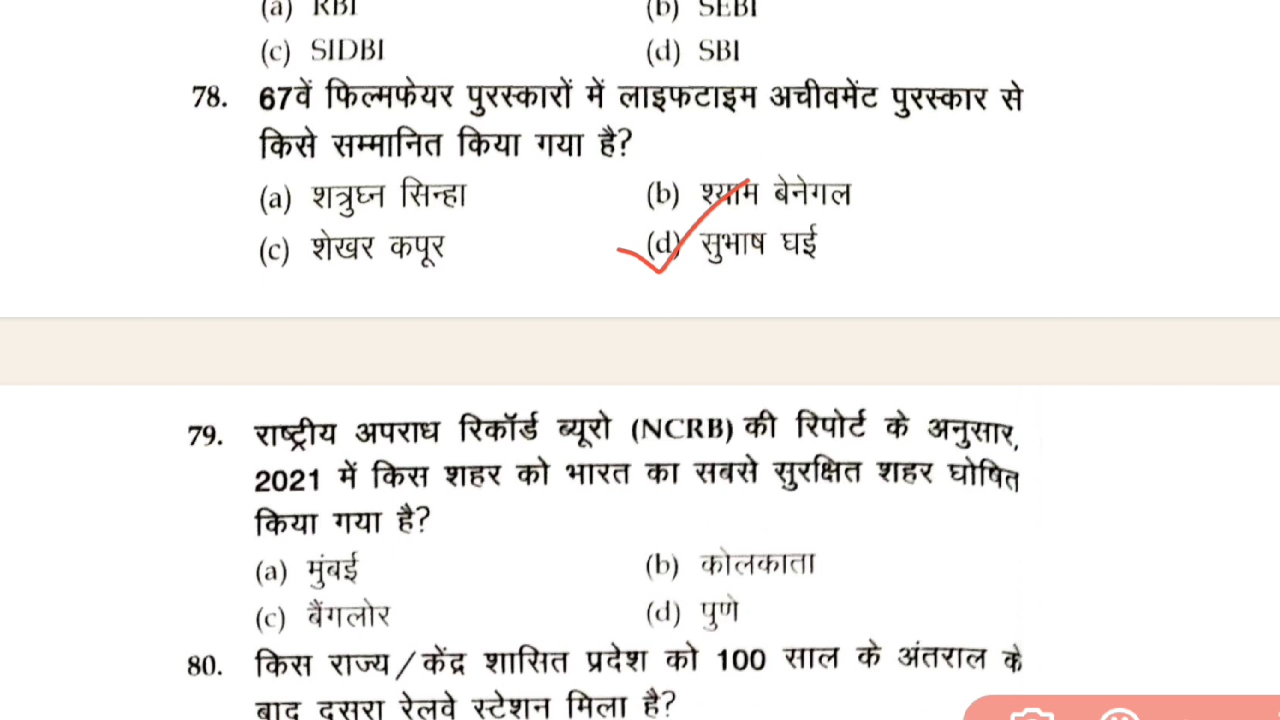 (a) RBI (b) SEBI
(c) SIDBI (d) SBI
78. 67वें फिल्मफेयर पुरस्कारों में लाइफटाइम अचीवमेंट पुरस्कार से
किसे सम्मानित किया गया है?
(a) शत्रुघ्न सिन्हा (b) श्याम बेनेगल
(c) शेखर कपूर (d) सुभाष घई
79. राष्ट्रीय अपराध रिकॉर्ड ब्यूरो (NCRB) की रिपोर्ट के अनुसार,
2021 में किस शहर को भारत का सबसे सुरक्षित शहर घोषित
किया गया है?
(a) मुंबई (b) कोलकाता
(c) बैंगलोर (d) पुणे
80. किस राज्य/केंद्र शासित प्रदेश को 100 साल के अंतराल के
बाद दूसरा रेलवे स्टेशन मिला है?